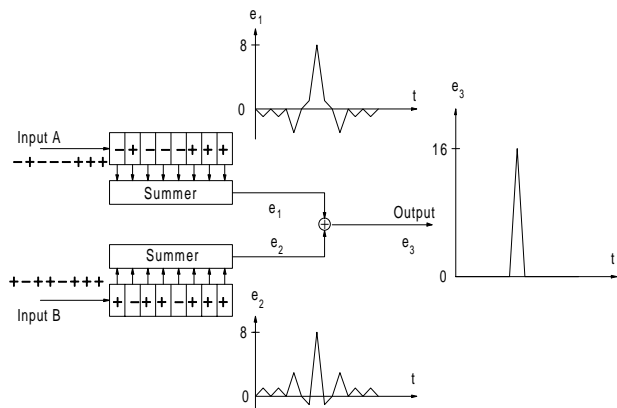 e1
8
0
t
Input A
−+−−−+++
− + − − − + + +
Summer
e1
e3
16
0
t
Output
e3
e2
Summer
+−++−+++
+ − + + − + + +
Input B
e2
8
0
t